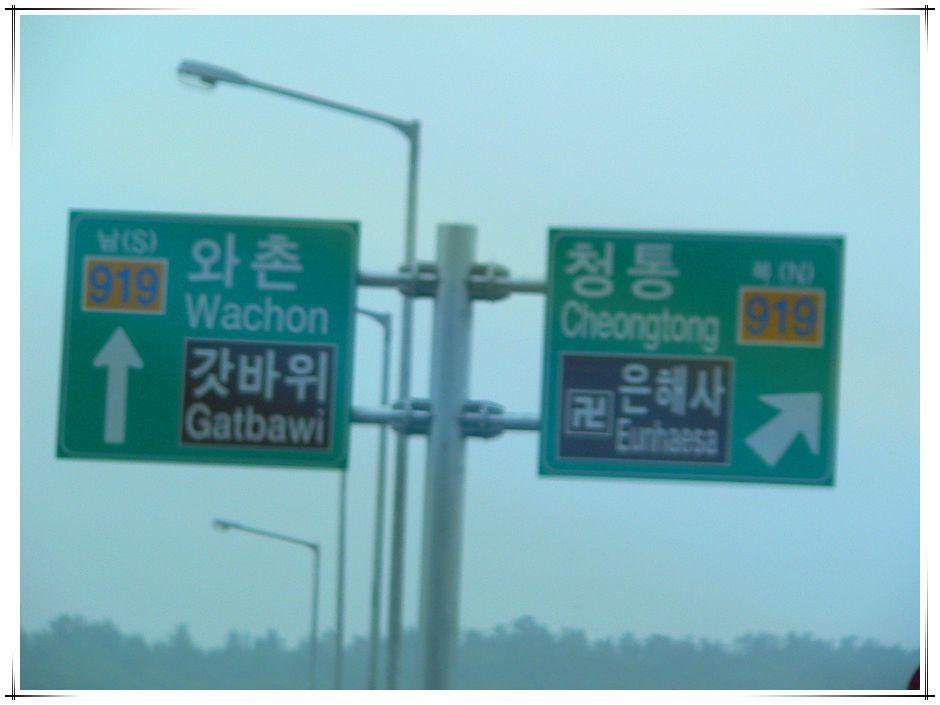 남(S)
919
와촌
Wachon
갓바위
Gatbawi
청통
Cheongtong
북(N)
919
卍 은해사
Eunhaesa